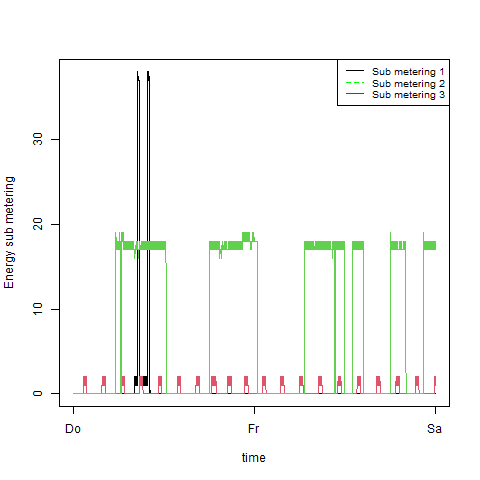 Sub metering 1
Sub metering 2
Sub metering 3
Energy sub metering
30
20
10
0
Do Fr Sa
time